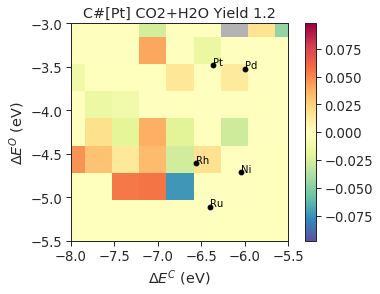 C#[Pt] CO2+H2O Yield 1.2
−3.0
−3.5
−4.0
−4.5
−5.0
−5.5
ΔE^O (eV)
Pt
Pd
Rh
Ni
Ru
−8.0 −7.5 −7.0 −6.5 −6.0 −5.5
ΔE^C (eV)
0.075
0.050
0.025
0.000
−0.025
−0.050
−0.075